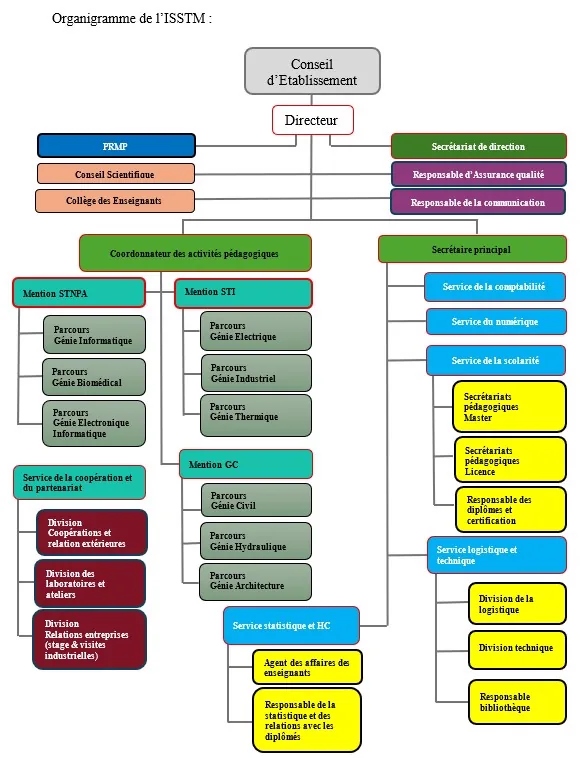 Organigramme de l’ISSTM :
Conseil
d’Etablissement
Directeur
PRMP
Secrétariat de direction
Conseil Scientifique
Responsable d’Assurance qualité
Collège des Enseignants
Responsable de la communication
Coordonnateur des activités pédagogiques
Secrétaire principal
Mention STNPA
Parcours
Génie Informatique
Parcours
Génie Biomédical
Parcours
Génie Electronique
Informatique
Mention STI
Parcours
Génie Electrique
Parcours
Génie Industriel
Parcours
Génie Thermique
Mention GC
Parcours
Génie Civil
Parcours
Génie Hydraulique
Parcours
Génie Architecture
Service de la coopération et
du partenariat
Division
Coopérations et
relation extérieures
Division des
laboratoires et
ateliers
Division
Relations entreprises
(stage & visites
industrielles)
Service de la comptabilité
Service du numérique
Service de la scolarité
Secrétariats
pédagogiques
Master
Secrétariats
pédagogiques
Licence
Responsable des
diplômes et
certification
Service logistique et
technique
Division de la
logistique
Division technique
Responsable
bibliothèque
Service statistique et HC
Agent des affaires des
enseignants
Responsable de la
statistique et des
relations avec les
diplômés